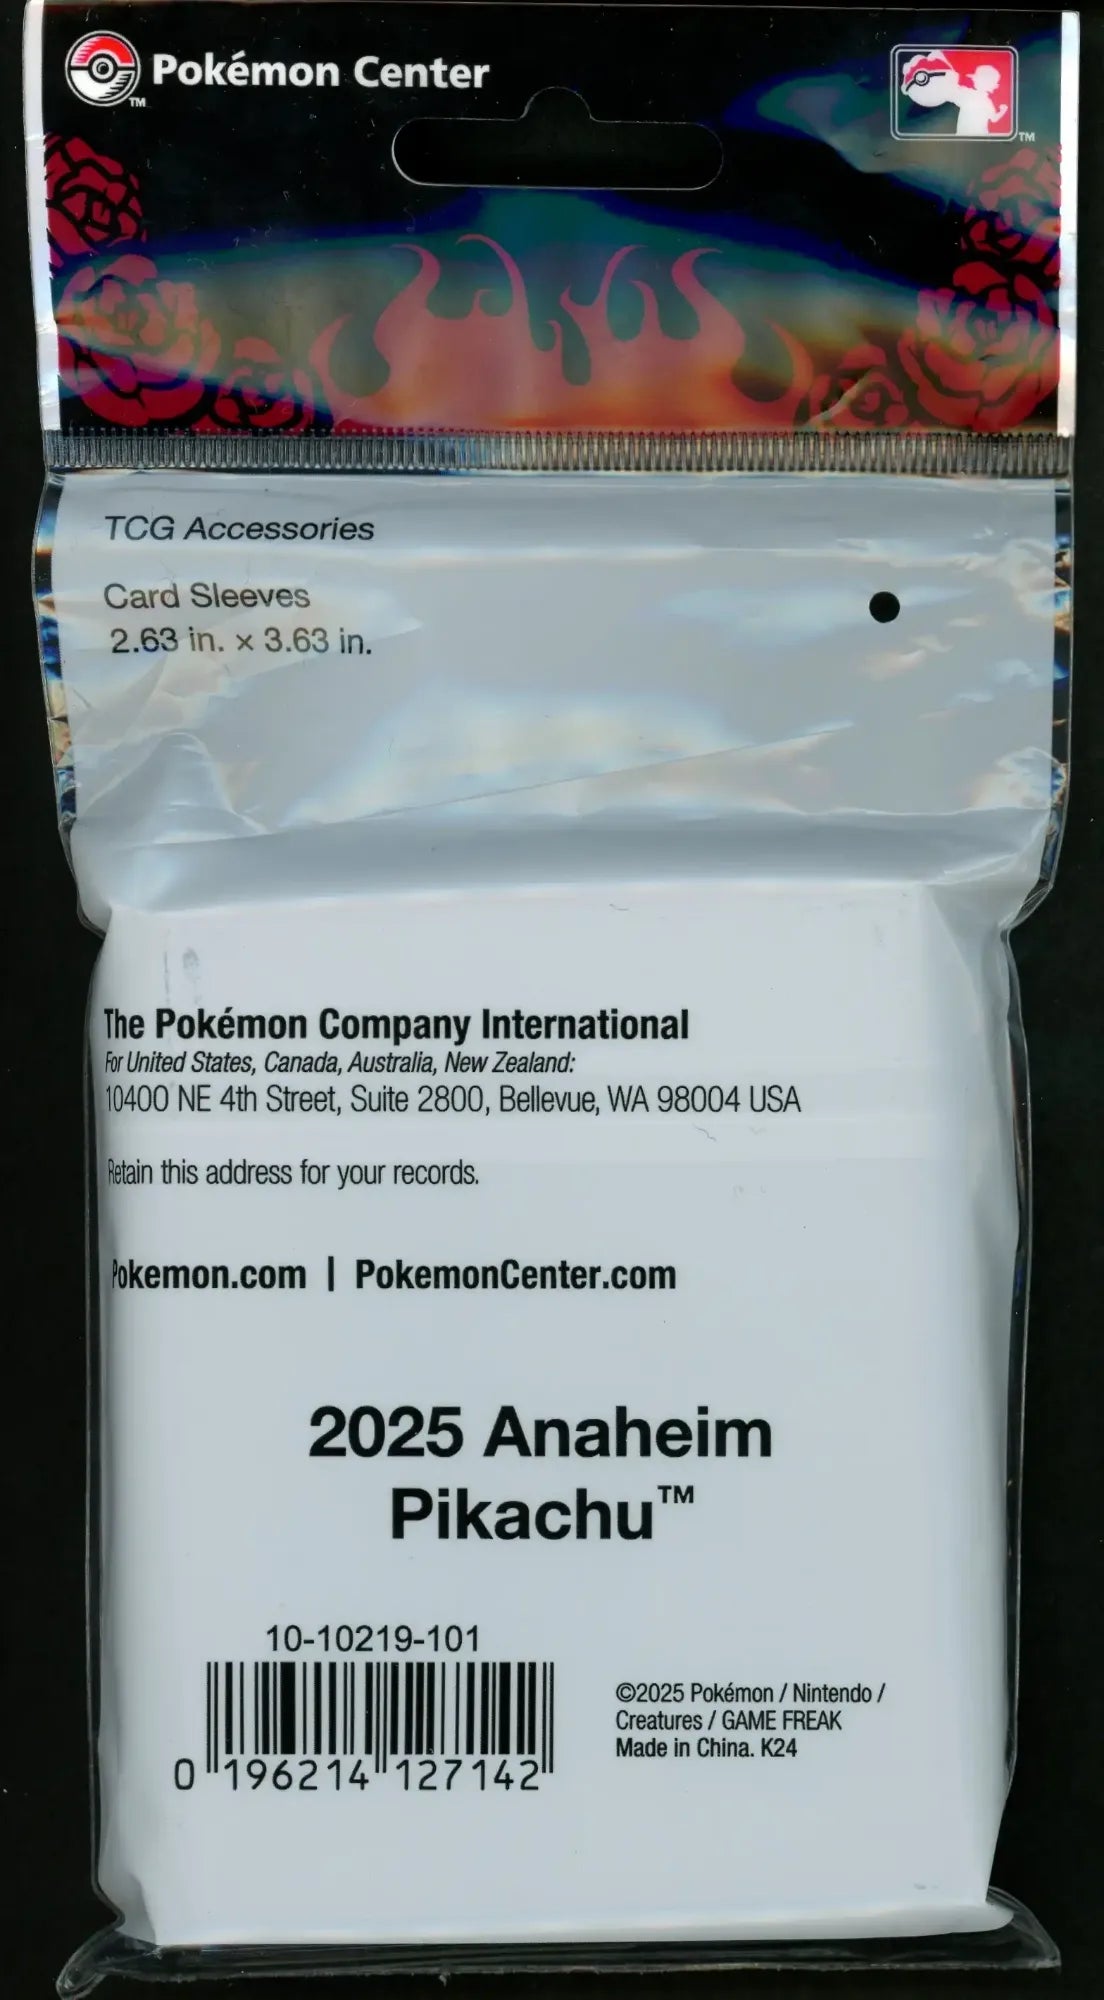 Pokémon Center
TM
TM
TCG Accessories
Card Sleeves
2.63 in. × 3.63 in.
The Pokémon Company International
For United States, Canada, Australia, New Zealand:
10400 NE 4th Street, Suite 2800, Bellevue, WA 98004 USA
Retain this address for your records.
Pokemon.com | PokemonCenter.com
2025 Anaheim
Pikachu™
10-10219-101
0 196214 127142
©2025 Pokémon / Nintendo /
Creatures / GAME FREAK
Made in China. K24